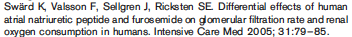 Swärd K, Valsson F, Sellgren J, Ricksten SE. Differential effects of human
atrial natriuretic peptide and furosemide on glomerular filtration rate and renal
oxygen consumption in humans. Intensive Care Med 2005; 31:79–85.